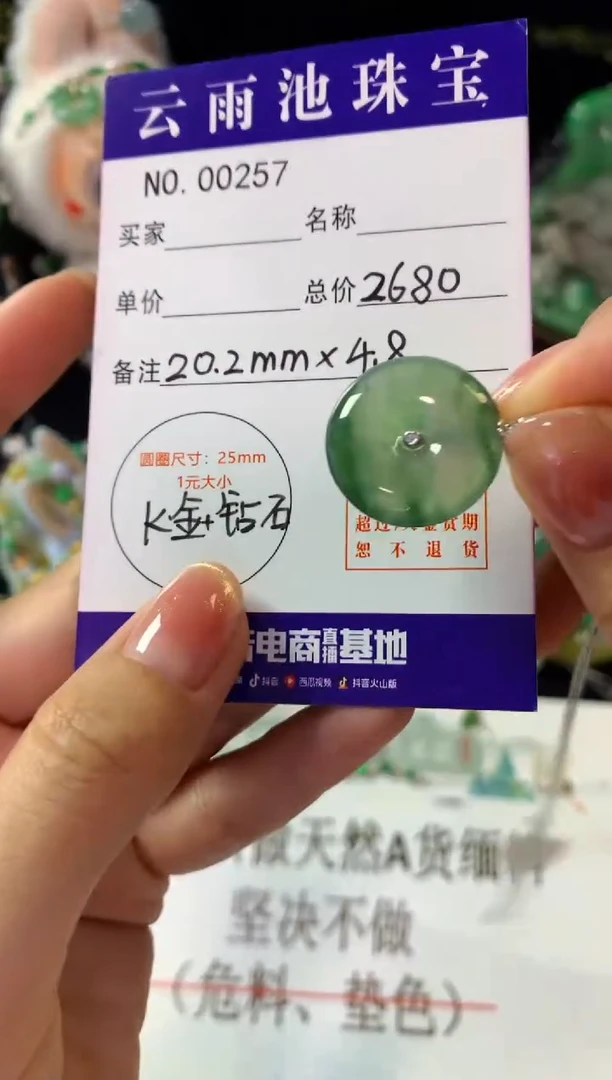 云雨池珠宝
NO. 00257
买家 名称
单价 总价 2680
备注 20.2mm×4.8
圆圈尺寸：25mm
1元大小
K金+钻石
超过 货期
恕不退货
电商直播基地
抖音 西瓜视频 抖音火山版
天然A货缅
坚决不做
（危料、垫色）